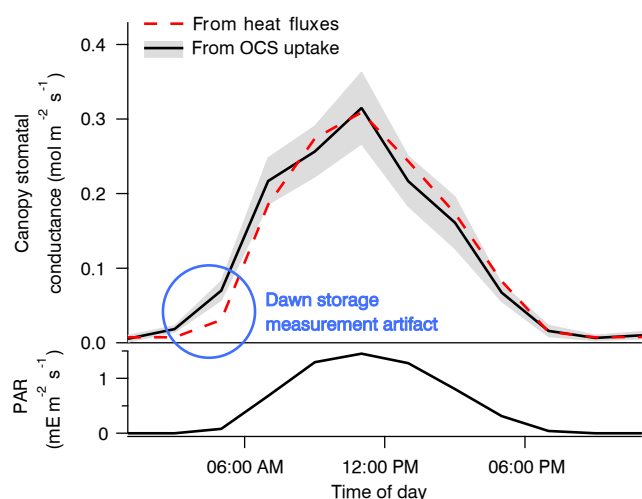 From heat fluxes
From OCS uptake
Canopy stomatal
conductance (mol m⁻² s⁻¹)
0.4
0.3
0.2
0.1
0.0
Dawn storage
measurement artifact
PAR
(mE m⁻² s⁻¹)
1
0
06:00 AM 12:00 PM 06:00 PM
Time of day